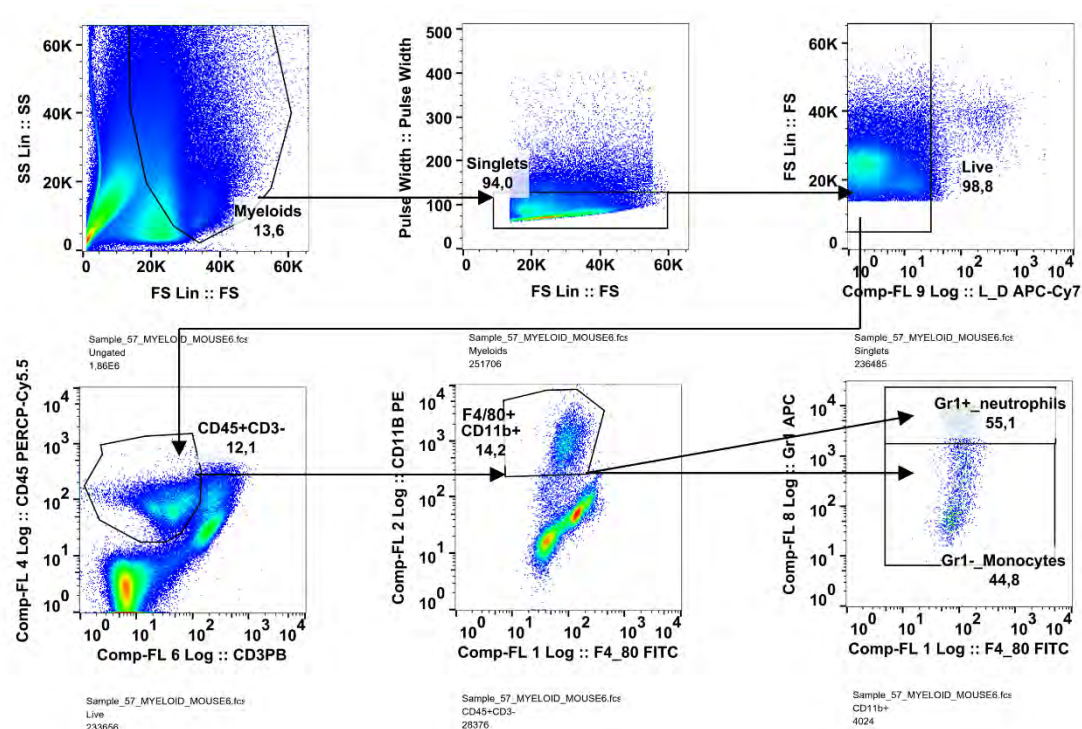 SS Lin :: SS
60K
40K
20K
0
Myeloids
13,6
0
20K
40K
60K
FS Lin :: FS
Sample_57_MYELOID_MOUSE6.fcs
Ungated
1,86E6
Pulse Width :: Pulse Width
500
400
300
200
100
0
Singlets
94,0
0
20K
40K
60K
FS Lin :: FS
Sample_57_MYELOID_MOUSE6.fcs
Myeloids
251706
FS Lin :: FS
60K
40K
20K
0
Live
98,8
10^0
10^1
10^2
10^3
10^4
Comp-FL 9 Log :: L_D APC-Cy7
Sample_57_MYELOID_MOUSE6.fcs
Singlets
236485
Comp-FL 4 Log :: CD45 PERCP-Cy5.5
10^4
10^3
10^2
10^1
10^0
CD45+CD3-
12,1
10^0
10^1
10^2
10^3
10^4
Comp-FL 6 Log :: CD3PB
Sample_57_MYELOID_MOUSE6.fcs
Live
233656
Comp-FL 2 Log :: CD11B PE
10^4
10^3
10^2
10^1
10^0
F4/80+
CD11b+
14,2
10^0
10^1
10^2
10^3
10^4
Comp-FL 1 Log :: F4_80 FITC
Sample_57_MYELOID_MOUSE6.fcs
CD45+CD3-
28376
Comp-FL 8 Log :: Gr1 APC
10^4
10^3
10^2
10^1
10^0
Gr1+_neutrophils
55,1
Gr1-_Monocytes
44,8
10^0
10^1
10^2
10^3
10^4
Comp-FL 1 Log :: F4_80 FITC
Sample_57_MYELOID_MOUSE6.fcs
CD11b+
4024